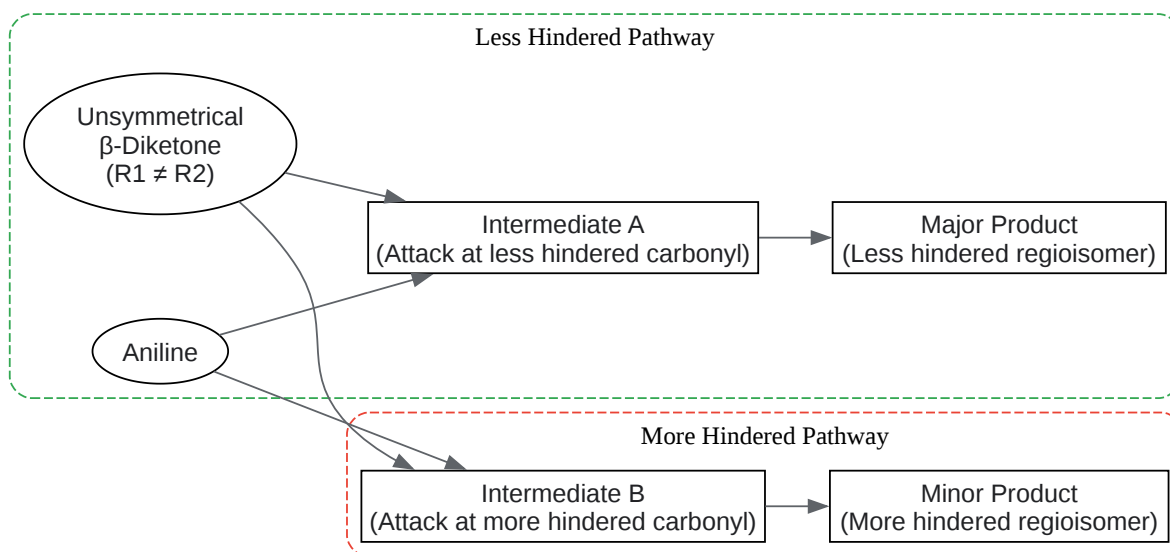 Less Hindered Pathway
Unsymmetrical
β-Diketone
(R1 ≠ R2)
Intermediate A
(Attack at less hindered carbonyl)
Major Product
(Less hindered regioisomer)
Aniline
More Hindered Pathway
Intermediate B
(Attack at more hindered carbonyl)
Minor Product
(More hindered regioisomer)